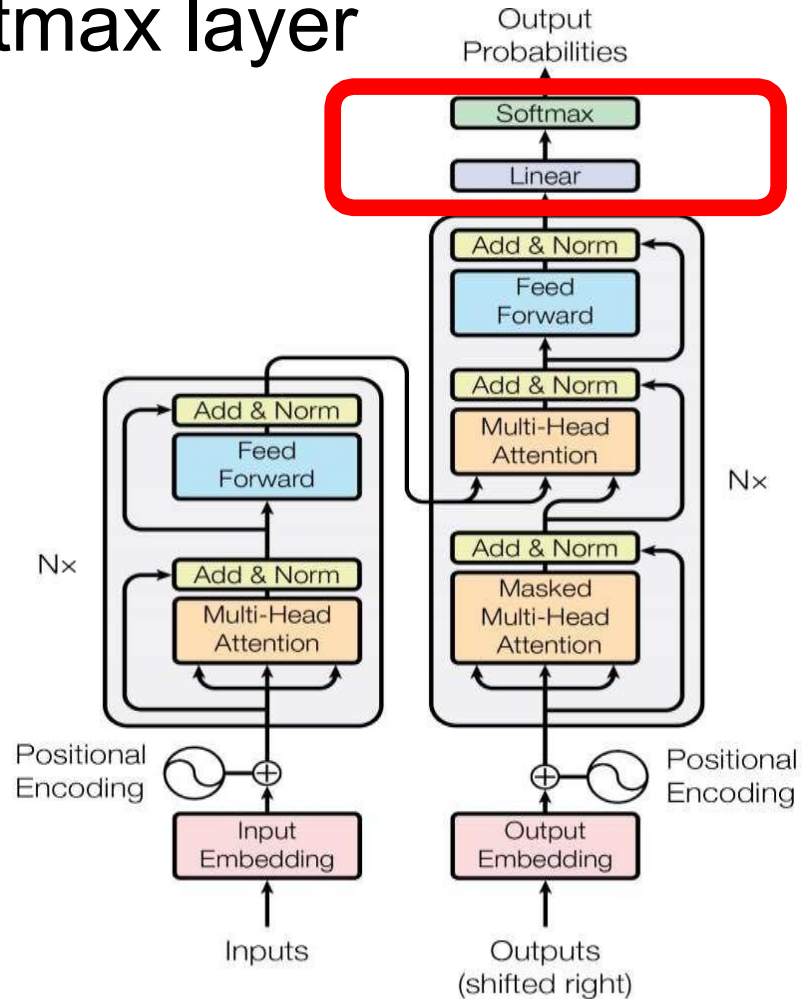 tmax layer
Output
Probabilities
Softmax
Linear
Add & Norm
Feed
Forward
Add & Norm
Multi-Head
Attention
Nx
Add & Norm
Masked
Multi-Head
Attention
Add & Norm
Feed
Forward
Nx
Add & Norm
Multi-Head
Attention
Positional
Encoding
Positional
Encoding
Input
Embedding
Output
Embedding
Inputs
Outputs
(shifted right)